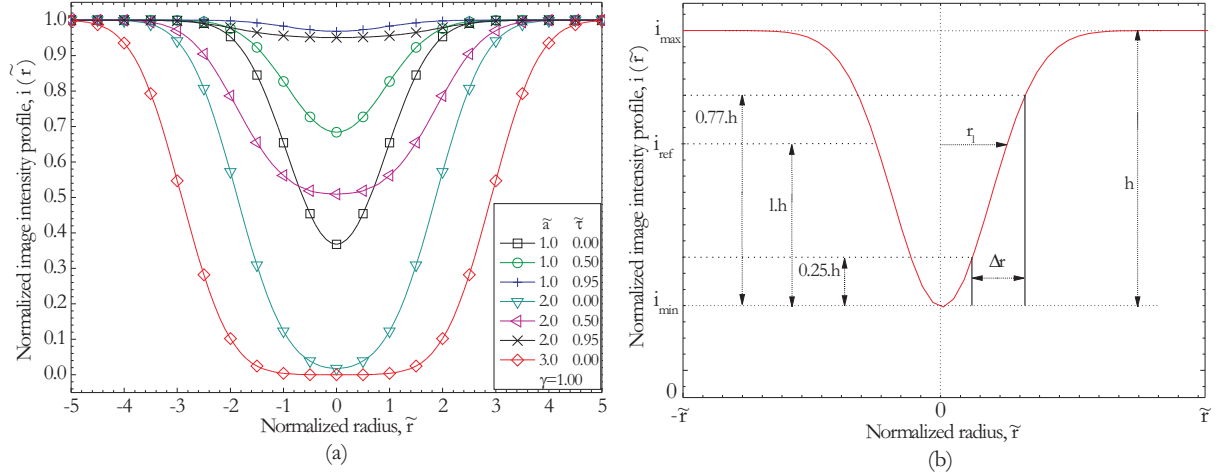 1.0
0.9
0.8
0.7
0.6
0.5
0.4
0.3
0.2
0.1
0.0
Normalized image intensity profile, i ( r̃ )
ã τ̃
1.0 0.00
1.0 0.50
1.0 0.95
2.0 0.00
2.0 0.50
2.0 0.95
3.0 0.00
γ=1.00
-5 -4 -3 -2 -1 0 1 2 3 4 5
Normalized radius, r̃
(a)
Normalized image intensity profile, i ( r̃ )
i_max
0.77.h
i_ref
r_i
l.h
h
0.25.h
Δr
i_min
0
-r̃ 0 r̃
Normalized radius, r̃
(b)